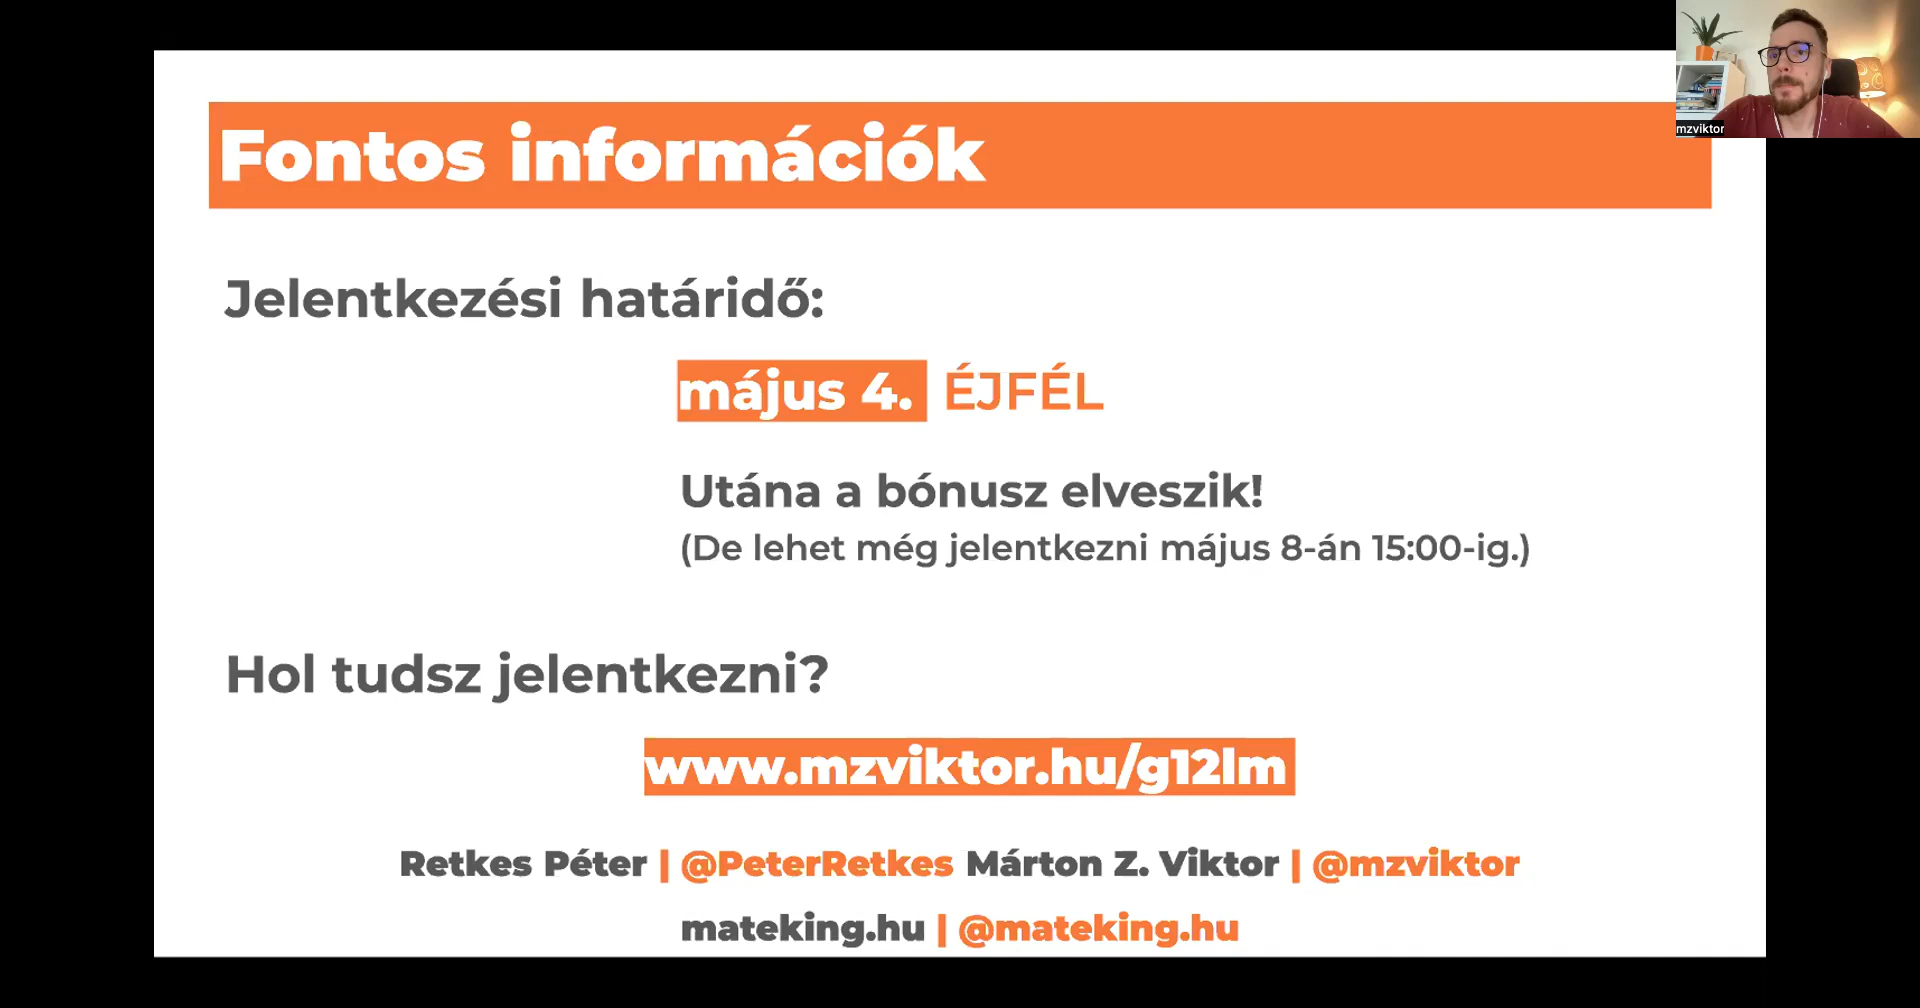 mzviktor
Fontos információk
Jelentkezési határidő:
május 4. ÉJFÉL
Utána a bónusz elveszik!
(De lehet még jelentkezni május 8-án 15:00-ig.)
Hol tudsz jelentkezni?
www.mzviktor.hu/g12lm
Retkes Péter | @PeterRetkes Márton Z. Viktor | @mzviktor
mateking.hu | @mateking.hu